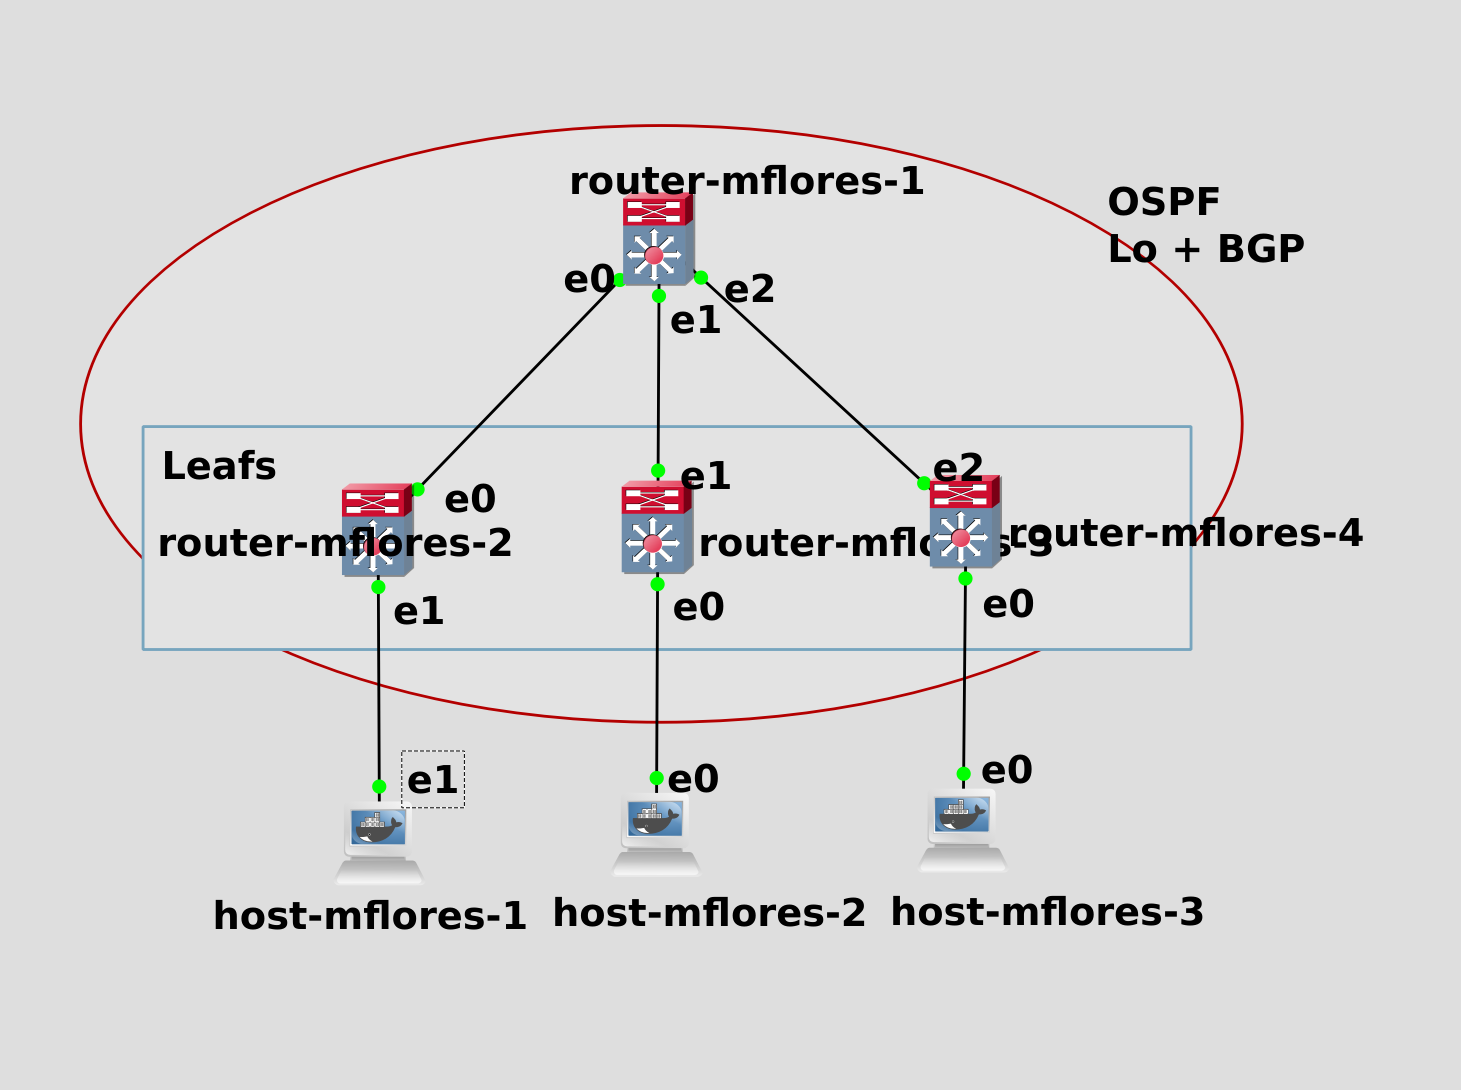 router-mflores-1
OSPF
Lo + BGP
e0
e2
e1
Leafs
e0
e1
e2
router-mflores-2
router-mflores-3
router-mflores-4
e1
e0
e0
e1
e0
e0
host-mflores-1
host-mflores-2
host-mflores-3